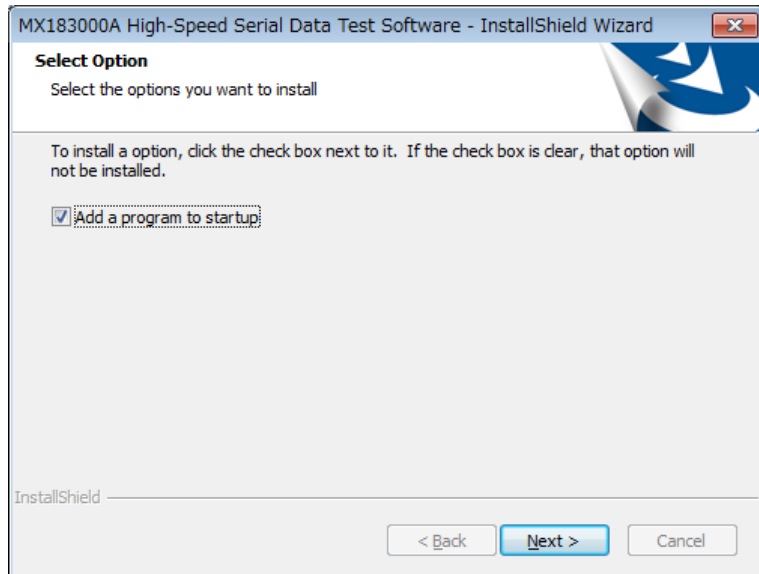 MX183000A High-Speed Serial Data Test Software - InstallShield Wizard
Select Option
Select the options you want to install
To install a option, click the check box next to it. If the check box is clear, that option will
not be installed.
Add a program to startup
InstallShield
< Back
Next >
Cancel